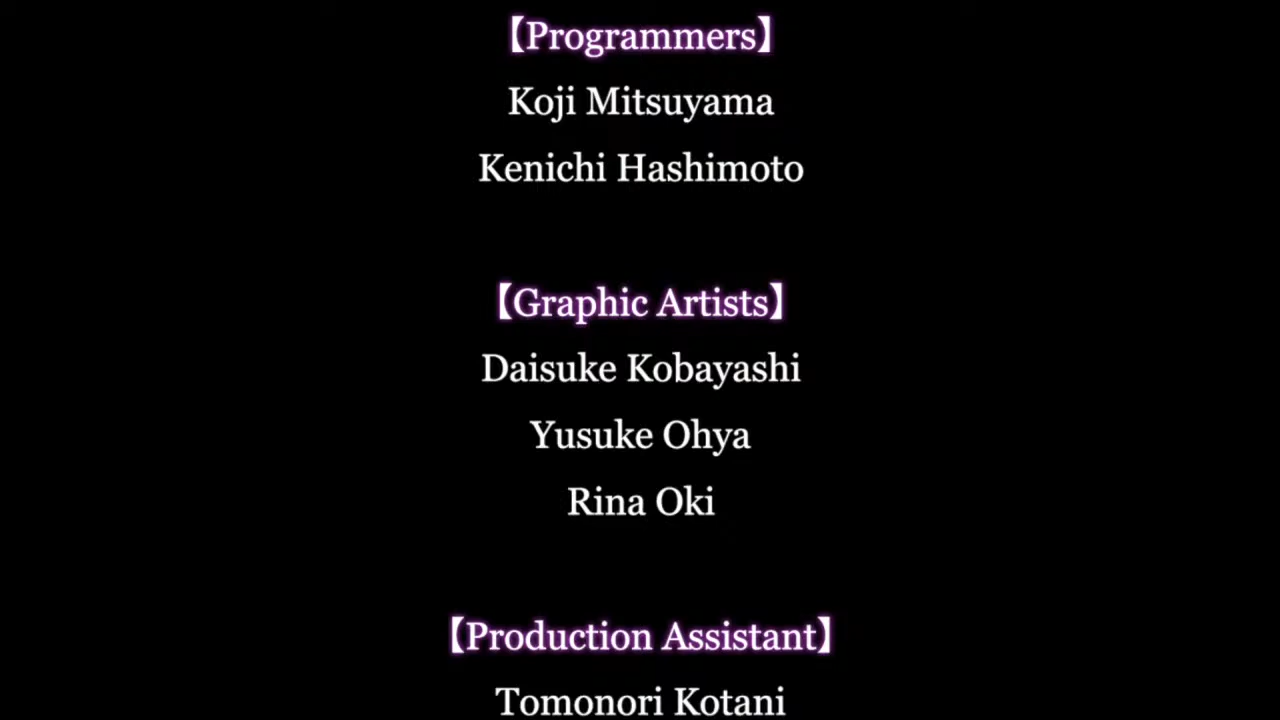 【Programmers】
Koji Mitsuyama
Kenichi Hashimoto
【Graphic Artists】
Daisuke Kobayashi
Yusuke Ohya
Rina Oki
【Production Assistant】
Tomonori Kotani